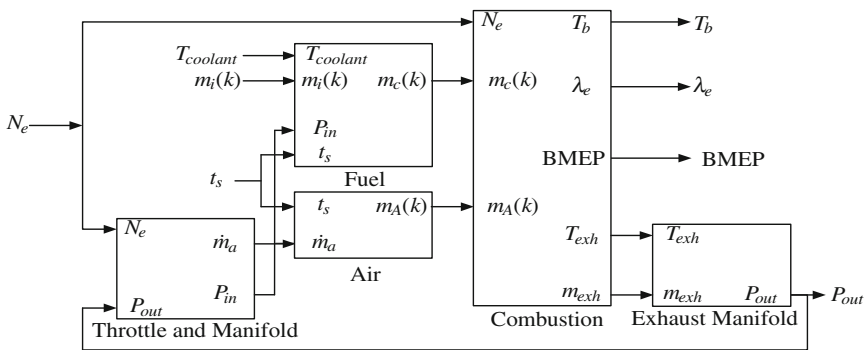 N_e T_b T_b
T_coolant T_coolant
m_i(k) m_i(k) m_c(k) m_c(k) λ_e λ_e
N_e
P_in
t_s BMEP BMEP
Fuel
t_s
t_s m_A(k) m_A(k)
N_e T_exh T_exh
ṁ_a ṁ_a
Air
P_in m_exh m_exh P_out P_out
P_out
Throttle and Manifold Combustion Exhaust Manifold